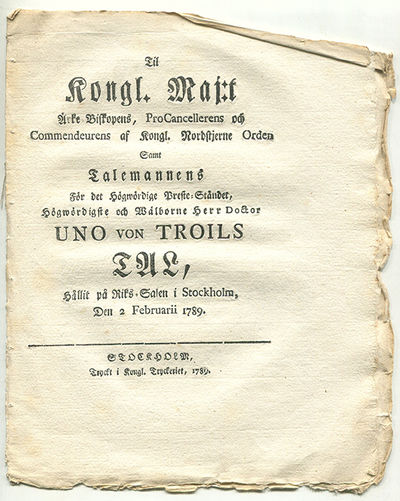 Til
Kongl. Maj:t
Ärke Biskopens, ProCancellerens och
Commendeurens af Kongl. Nordstjerne Orden
Samt
Talemannens
För det Högwördige Preste-Ståndet,
Högwördigste och Wälborne Herr Doctor
UNO VON TROILS
TAL,
Hållit på Riks-Salen i Stockholm,
Den 2 Februarii 1789.
STOCKHOLM,
Tryckt i Kongl. Tryckeriet, 1789.